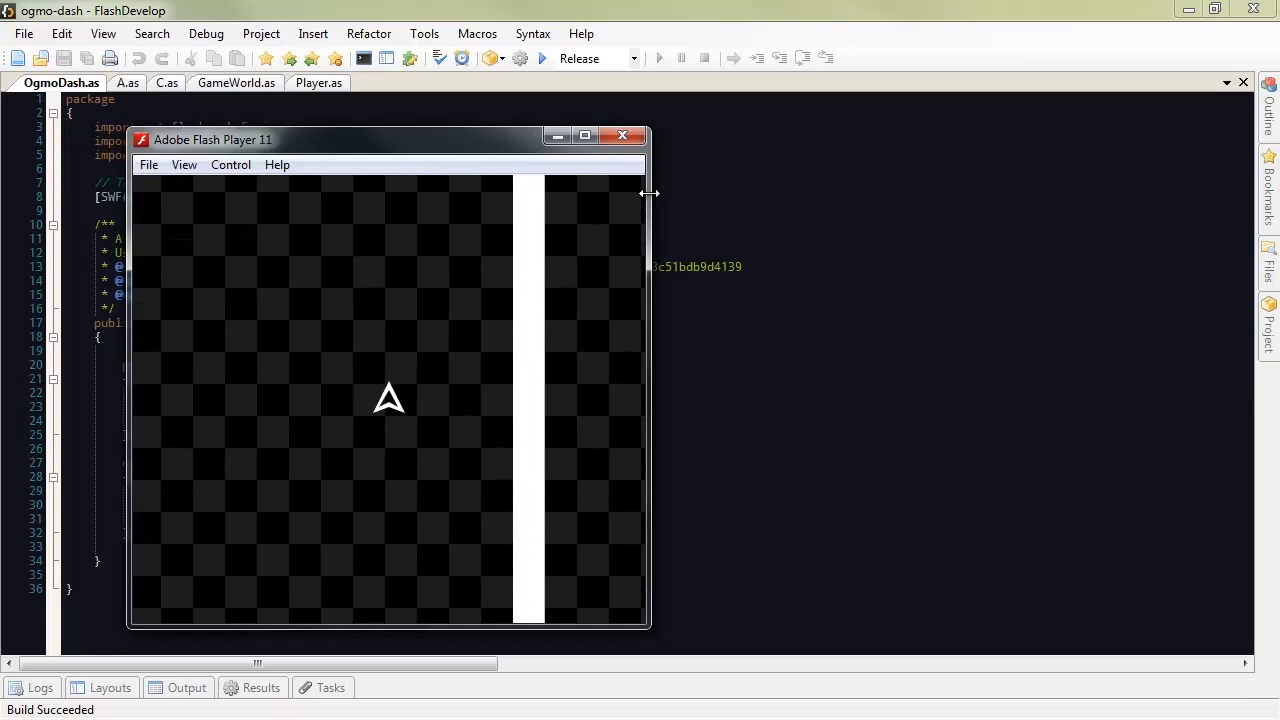 ogmo-dash - FlashDevelop
File Edit View Search Debug Project Insert Refactor Tools Macros Syntax Help
Release
OgmoDash.as A.as C.as GameWorld.as Player.as
1 package
2 {
3
4
5
6
7 //
8 [SWF
9
10 /**
11 * A
12 * U
13 * @ 3c51bdb9d4139
14 * @
15 * @
16 */
17 publi
18 {
19
20
21
22
23
24
25
26
27
28
29
30
31
32
33
34 }
35
36 }
Adobe Flash Player 11
File View Control Help
Outline
Bookmarks
Files
Project
Logs Layouts Output Results Tasks
Build Succeeded